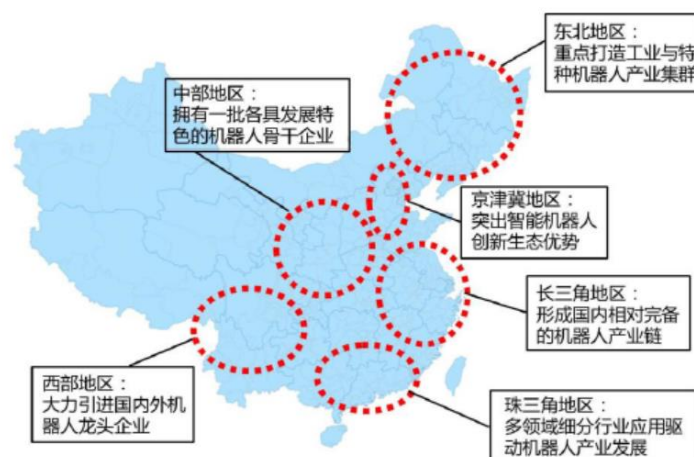 东北地区：
重点打造工业与特
种机器人产业集群
中部地区：
拥有一批各具发展特
色的机器人骨干企业
京津冀地区：
突出智能机器人
创新生态优势
长三角地区：
形成国内相对完备
的机器人产业链
西部地区：
大力引进国内外机
器人龙头企业
珠三角地区：
多领域细分行业应用驱
动机器人产业发展